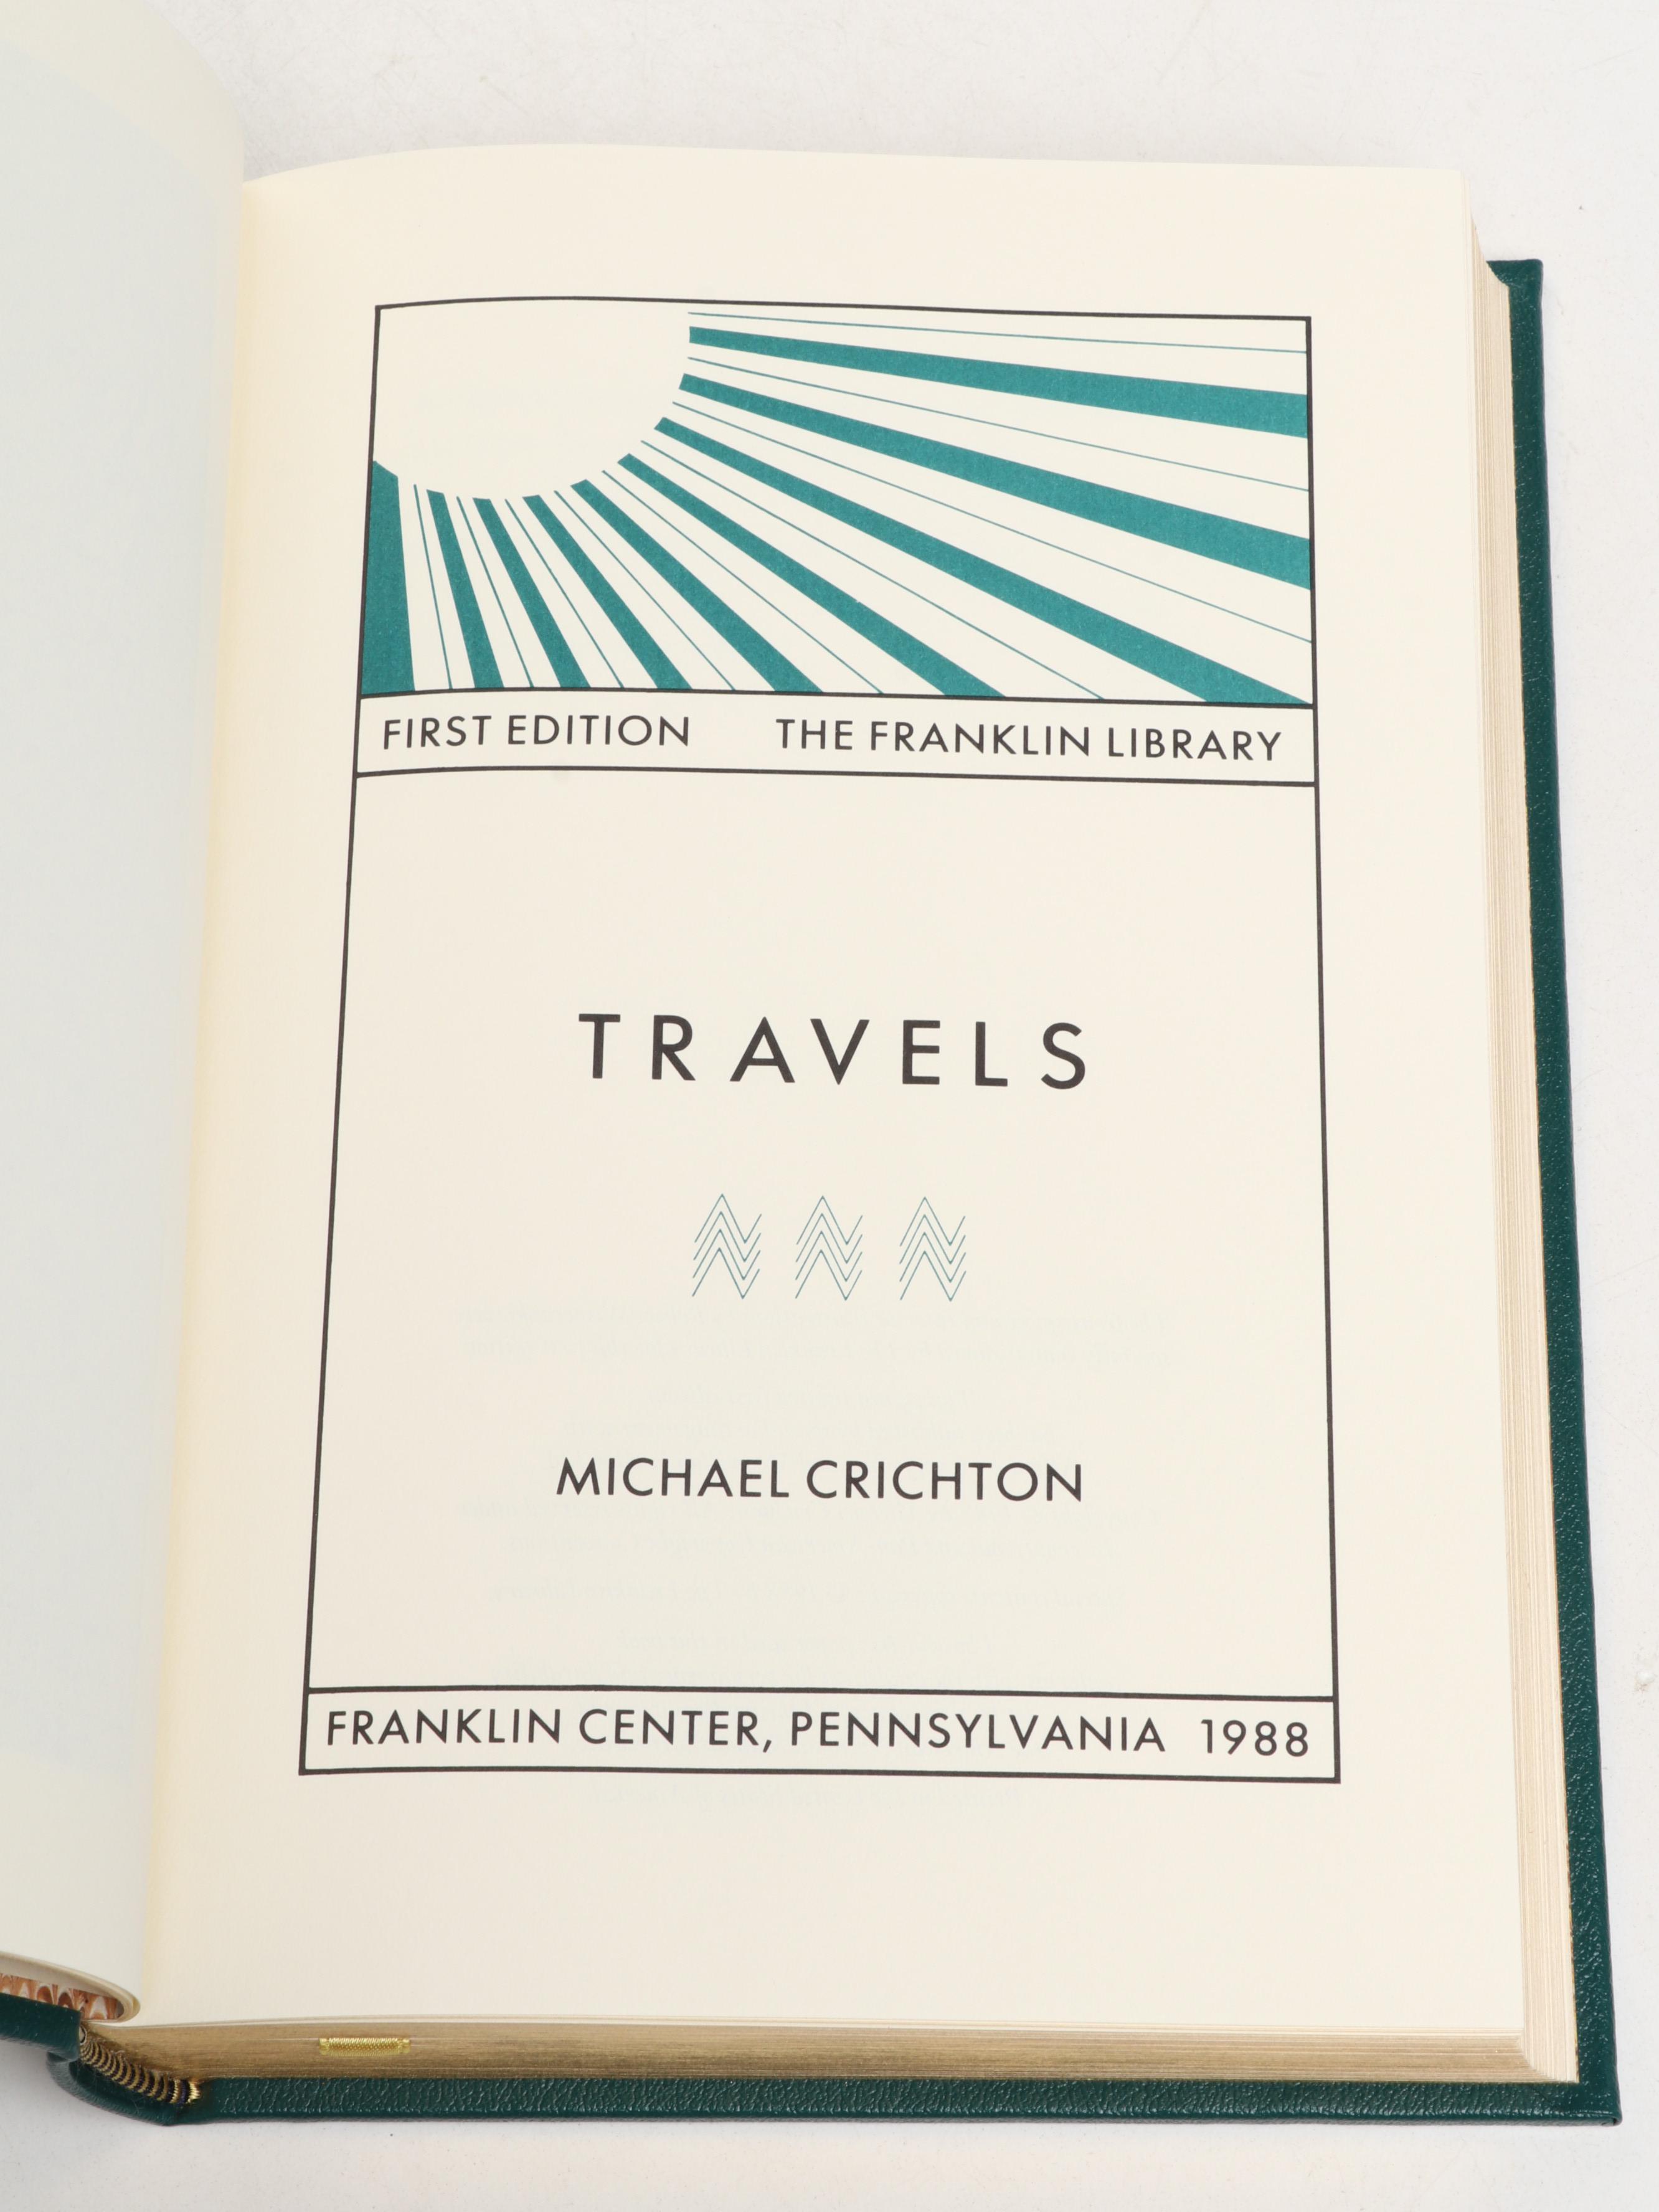 FIRST EDITION THE FRANKLIN LIBRARY
TRAVELS
MICHAEL CRICHTON
FRANKLIN CENTER, PENNSYLVANIA 1988